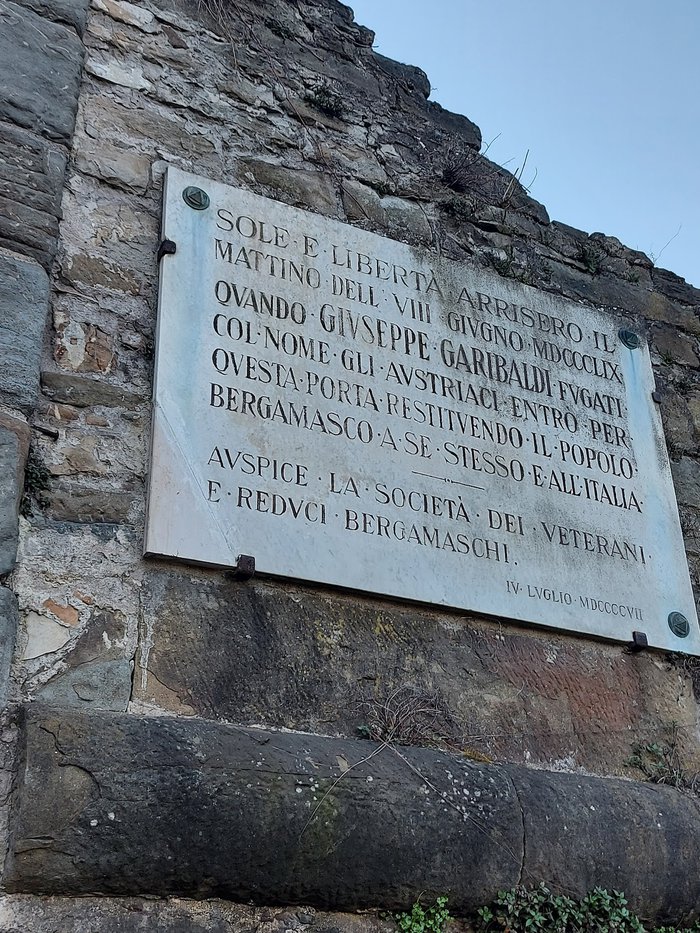 SOLE · E · LIBERTÀ ARRISERO · IL
MATTINO DELL' VIII GIVGNO · MDCCCLIX
QVANDO · GIVSEPPE · GARIBALDI FVGATI
COL · NOME · GLI · AVSTRIACI · ENTRO · PER·
QVESTA · PORTA · RESTITVENDO · IL · POPOLO·
BERGAMASCO · A · SE · STESSO · E · ALL'ITALIA·
AVSPICE · LA · SOCIETÀ · DEI · VETERANI ·
E · REDVCI · BERGAMASCHI .
IV · LVGLIO · MDCCCCVII